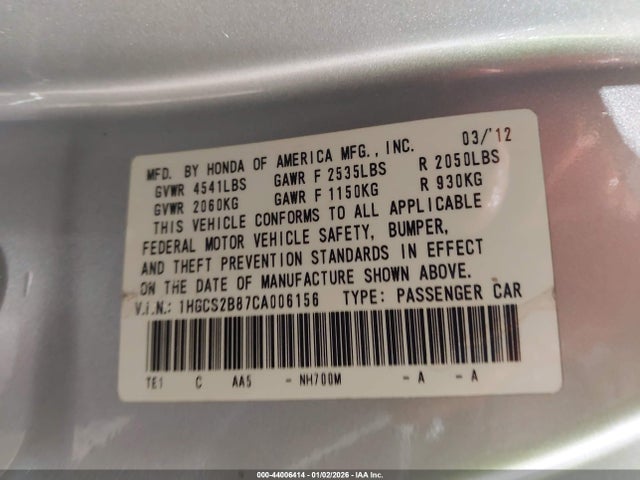 MFD. BY HONDA OF AMERICA MFG., INC. 03/'12
GVWR 4541LBS GAWR F 2535LBS R 2050LBS
GVWR 2060KG GAWR F 1150KG R 930KG
THIS VEHICLE CONFORMS TO ALL APPLICABLE
FEDERAL MOTOR VEHICLE SAFETY, BUMPER,
AND THEFT PREVENTION STANDARDS IN EFFECT
ON THE DATE OF MANUFACTURE SHOWN ABOVE.
V.I.N.: 1HGCS2B87CA006156 TYPE: PASSENGER CAR
TE1 C AA5 - NH700M - A - A
000-44006414 | 01/02/2026 - IAA Inc.